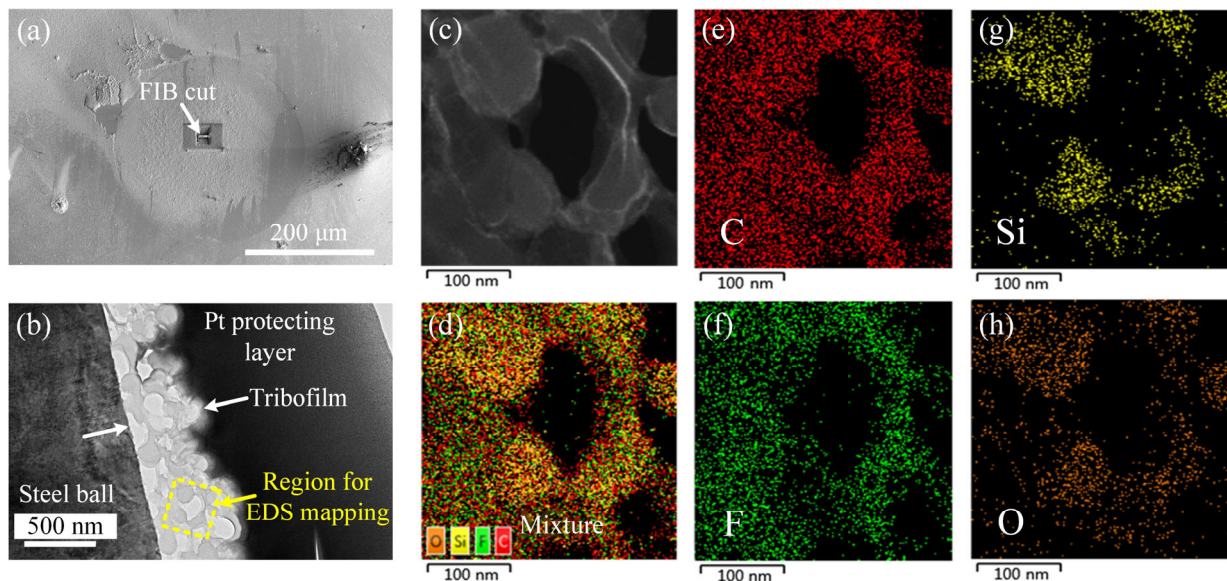 (a)
FIB cut
200 μm
(b)
Pt protecting
layer
Tribofilm
Steel ball
Region for
EDS mapping
500 nm
(c)
100 nm
(d)
O Si F C
Mixture
100 nm
(e)
C
100 nm
(f)
F
100 nm
(g)
Si
100 nm
(h)
O
100 nm